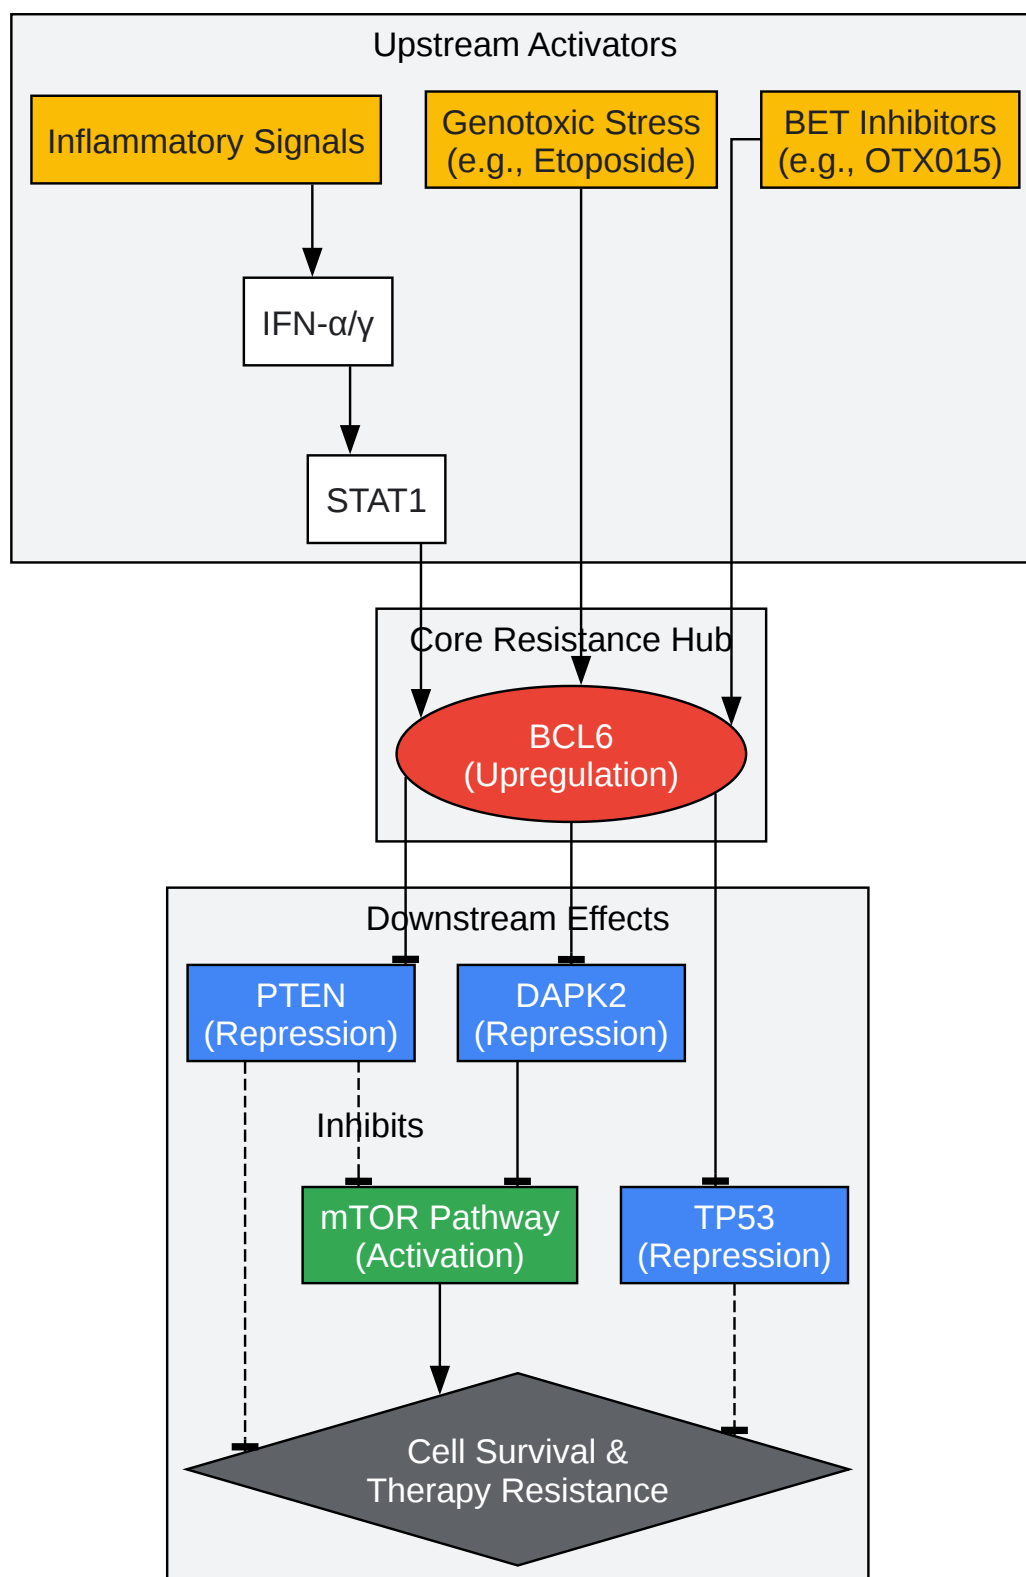 Upstream Activators
Inflammatory Signals
Genotoxic Stress
(e.g., Etoposide)
BET Inhibitors
(e.g., OTX015)
IFN-α/γ
STAT1
Core Resistance Hub
BCL6
(Upregulation)
Downstream Effects
PTEN
(Repression)
DAPK2
(Repression)
Inhibits
mTOR Pathway
(Activation)
TP53
(Repression)
Cell Survival &
Therapy Resistance